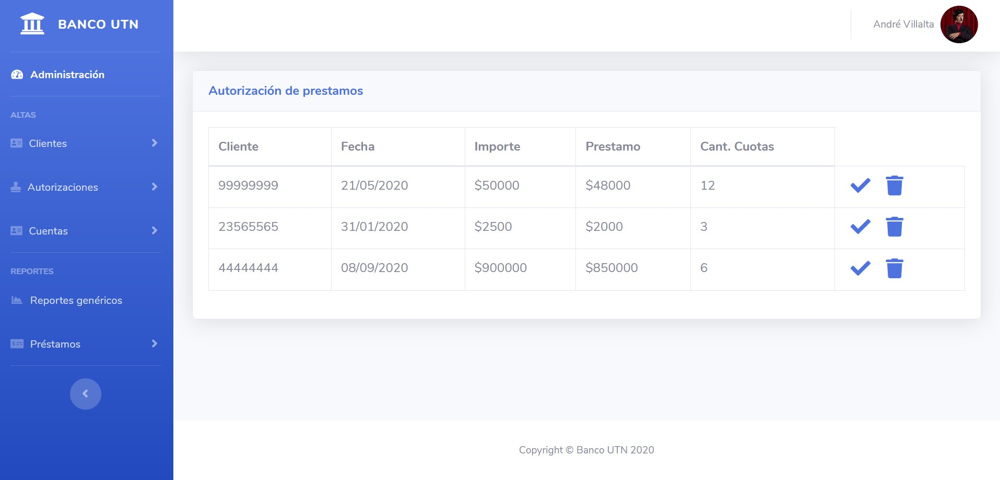 BANCO UTN
Administración
ALTAS
Clientes
Autorizaciones
Cuentas
REPORTES
Reportes genéricos
Préstamos
André Villalta
Autorización de prestamos
Cliente Fecha Importe Prestamo Cant. Cuotas
99999999 21/05/2020 $50000 $48000 12
23565565 31/01/2020 $2500 $2000 3
44444444 08/09/2020 $900000 $850000 6
Copyright © Banco UTN 2020